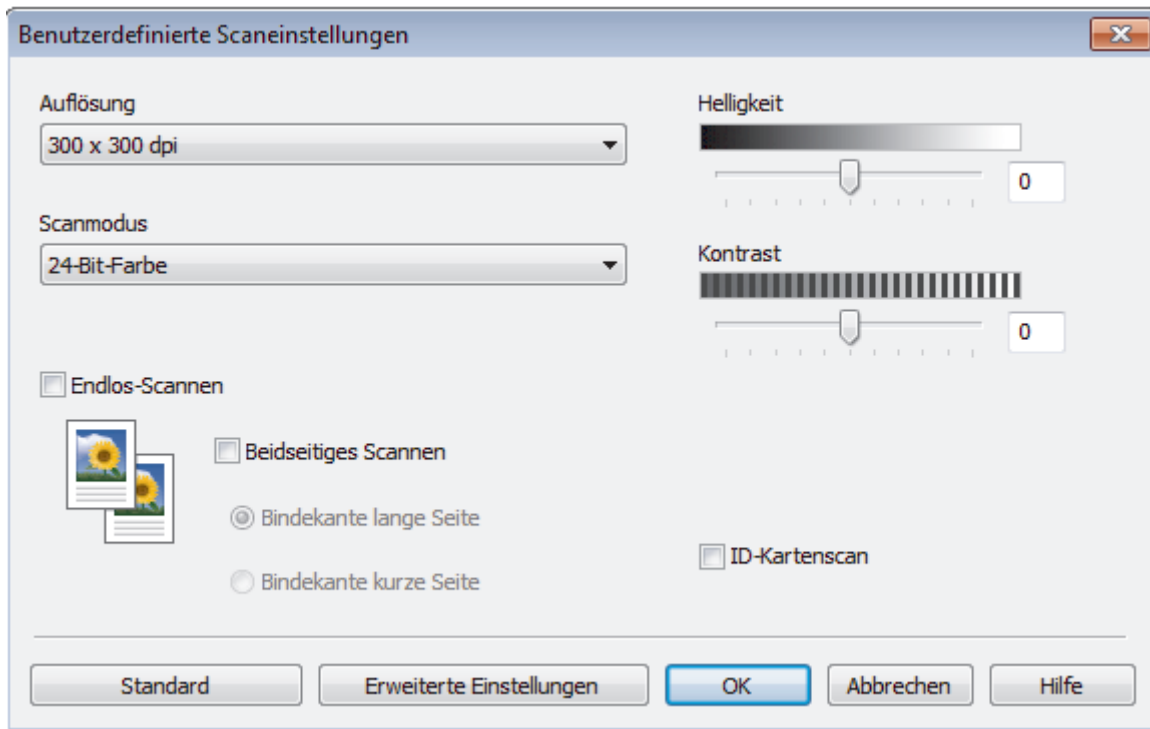 Benutzerdefinierte Scaneinstellungen
Auflösung
300 x 300 dpi
Scanmodus
24-Bit-Farbe
Helligkeit
0
Kontrast
0
Endlos-Scannen
Beidseitiges Scannen
Bindekante lange Seite
Bindekante kurze Seite
ID-Kartenscan
Standard
Erweiterte Einstellungen
OK
Abbrechen
Hilfe